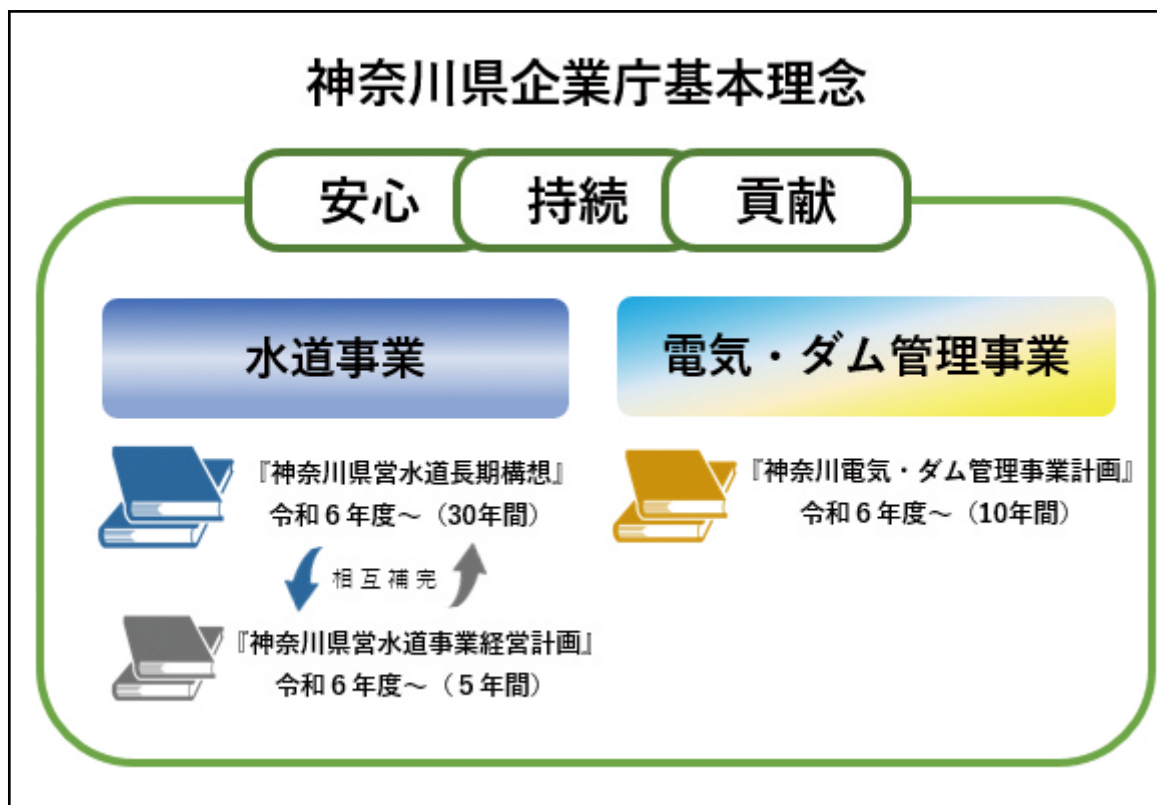 神奈川県企業庁基本理念
安心 持続 貢献
水道事業
『神奈川県営水道長期構想』
令和６年度～（30年間）
相互補完
『神奈川県営水道事業経営計画』
令和６年度～（５年間）
電気・ダム管理事業
『神奈川電気・ダム管理事業計画』
令和６年度～（10年間）